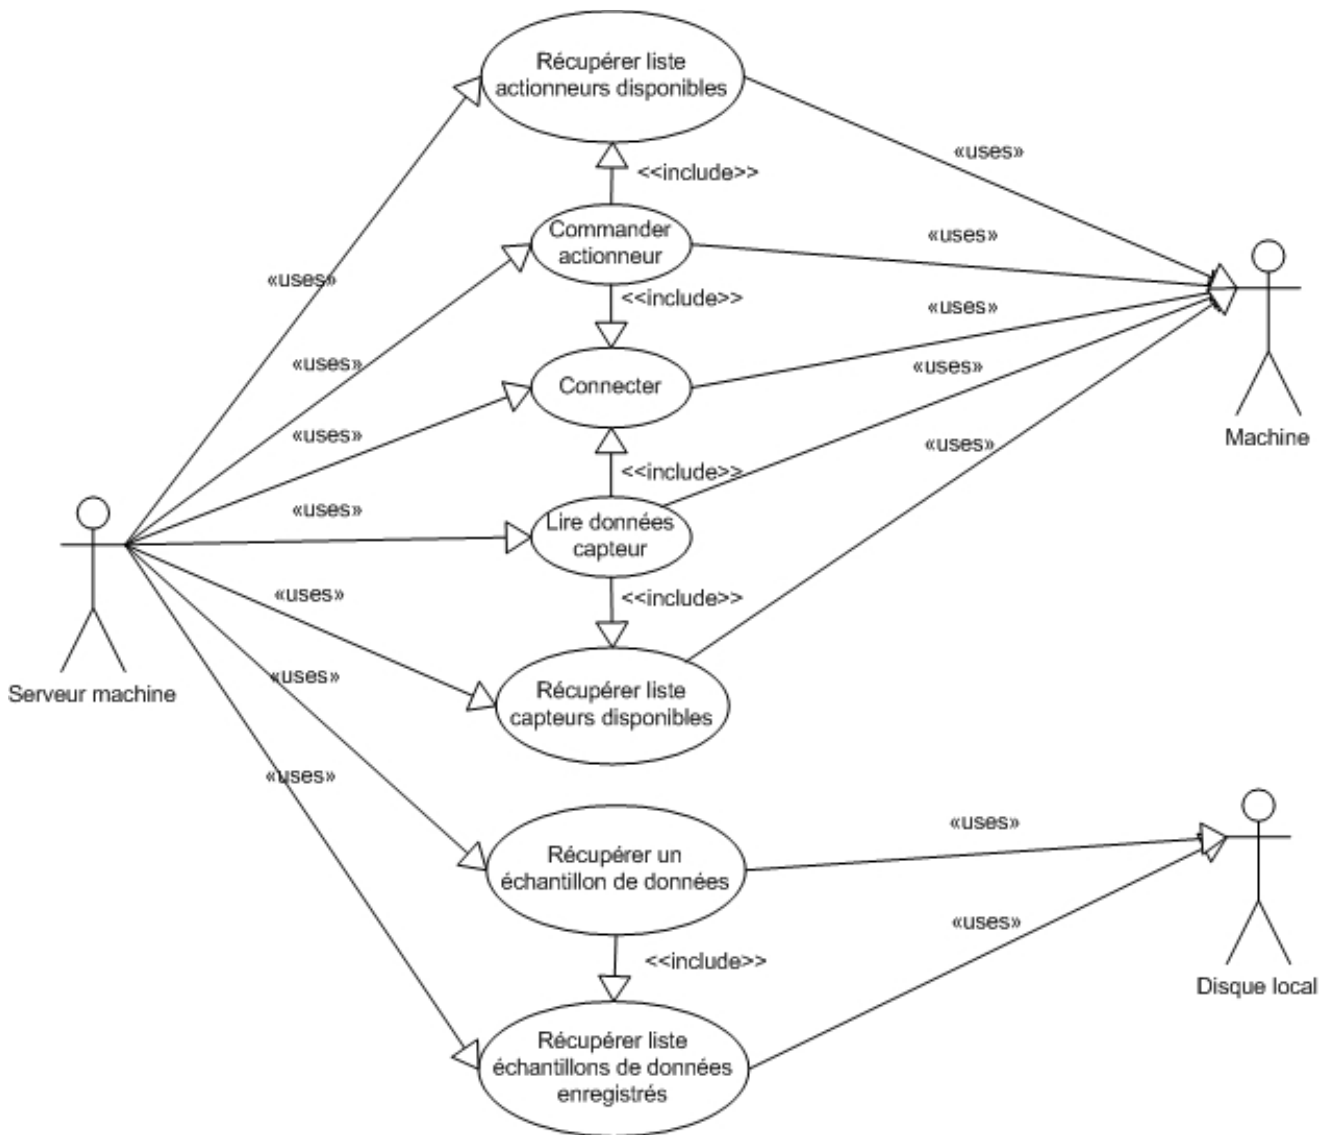 Récupérer liste
actionneurs disponibles
«uses»
<<include>>
Commander
actionneur
«uses»
«uses»
<<include>>
«uses»
«uses»
Connecter
«uses»
«uses»
Machine
«uses»
<<include>>
«uses»
Lire données
capteur
«uses»
<<include>>
Serveur machine
«uses»
Récupérer liste
capteurs disponibles
«uses»
«uses»
Récupérer un
échantillon de données
«uses»
<<include>>
Disque local
Récupérer liste
échantillons de données
enregistrés